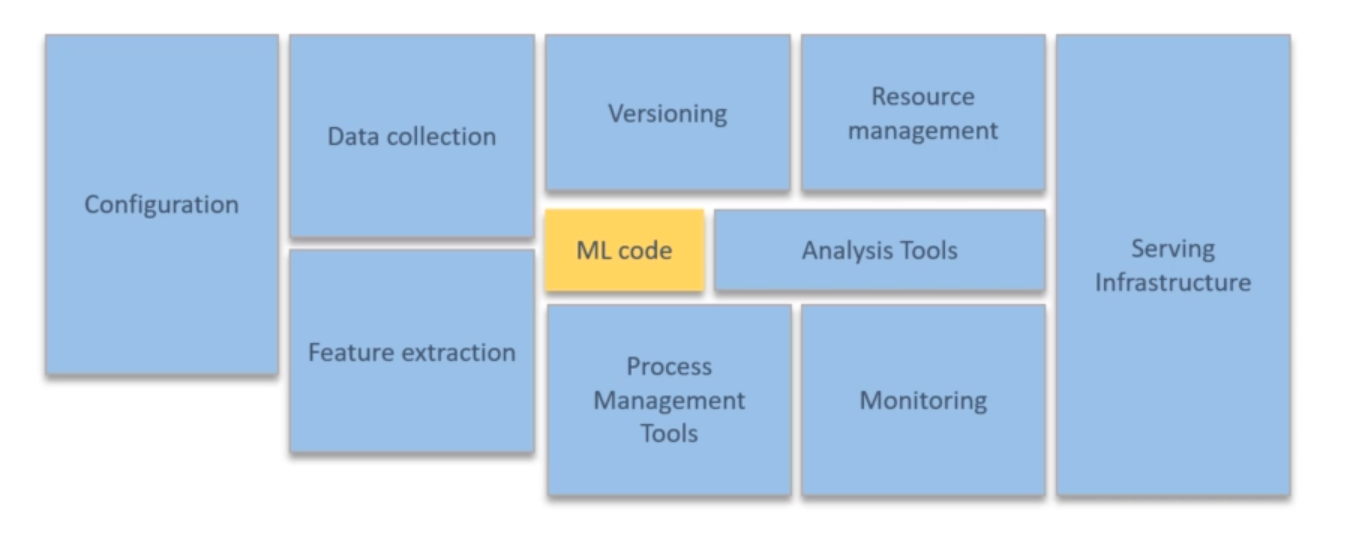 Configuration
Data collection
Feature extraction
Versioning
Resource
management
ML code
Analysis Tools
Process
Management
Tools
Monitoring
Serving
Infrastructure